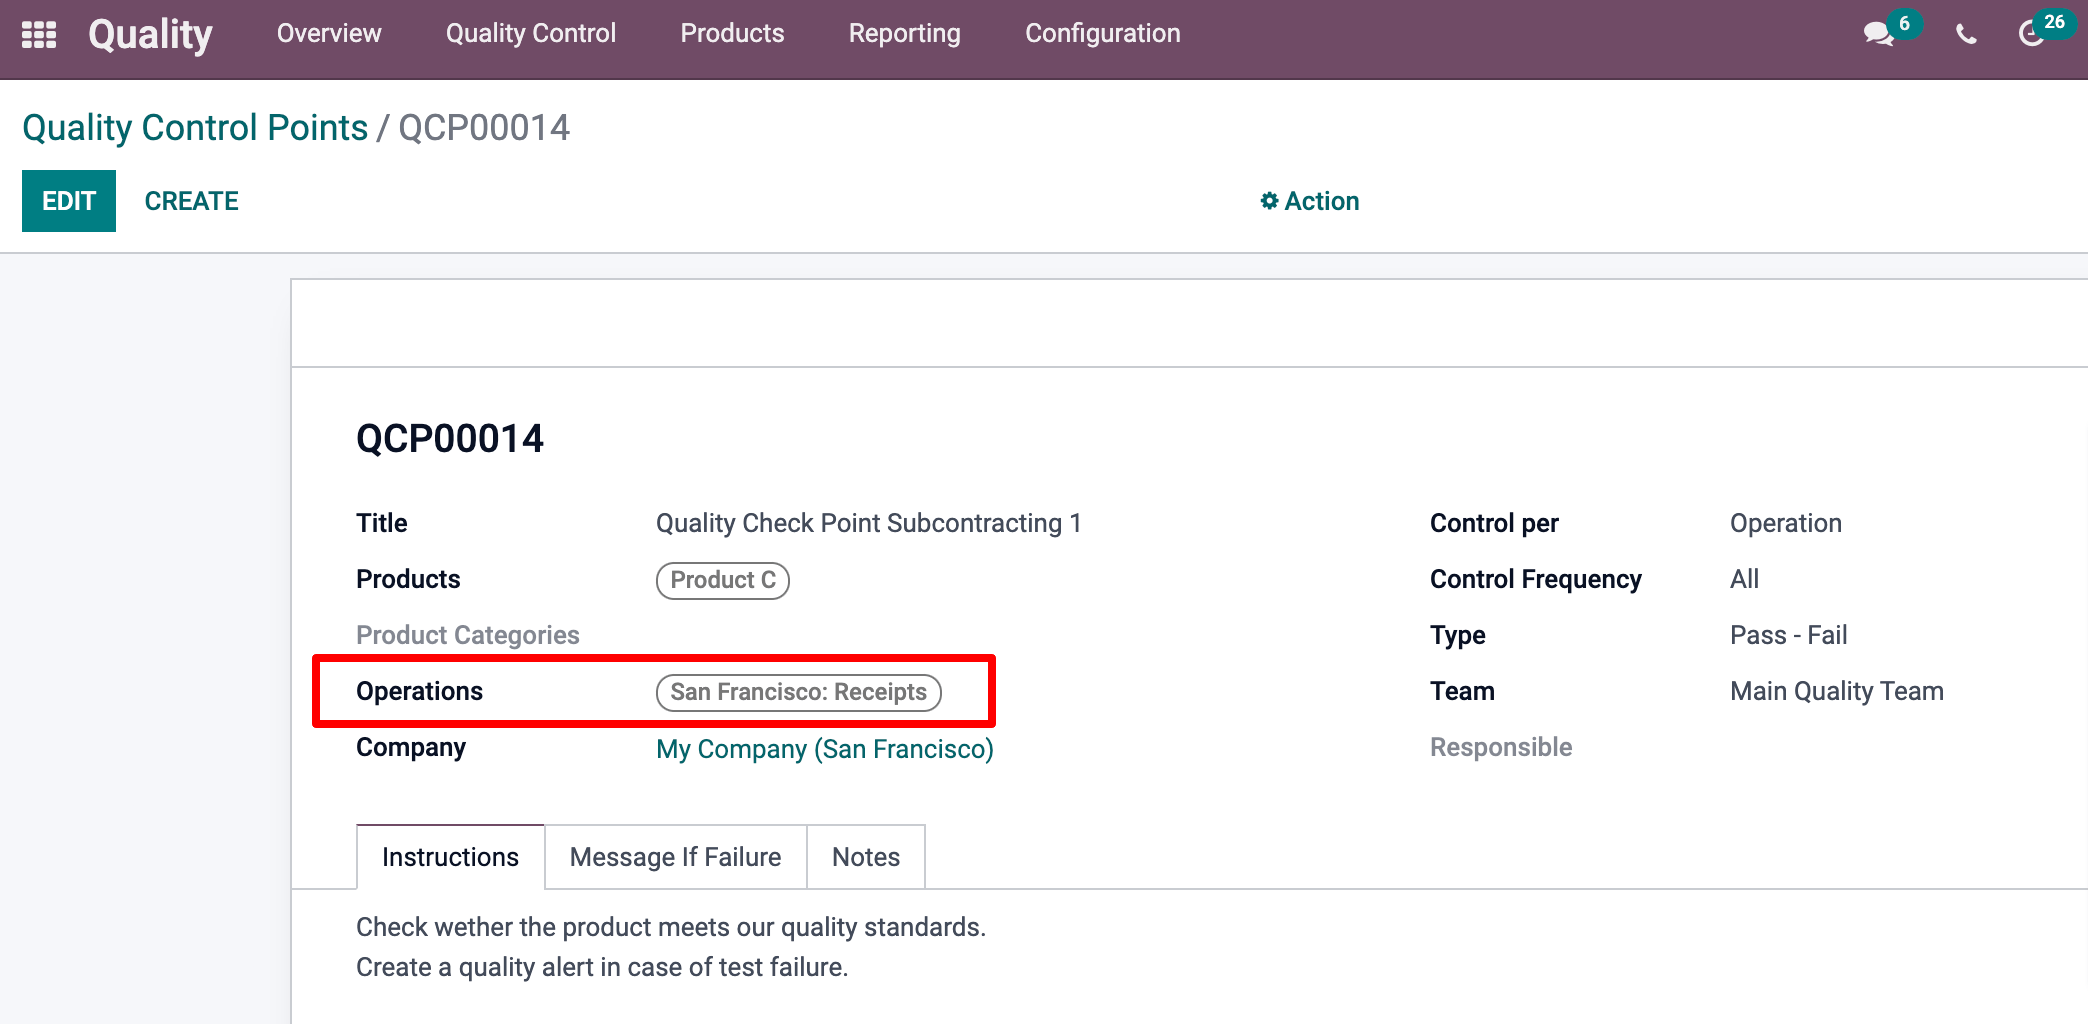 Quality Overview Quality Control Products Reporting Configuration 6 26
Quality Control Points / QCP00014
EDIT CREATE Action
QCP00014
Title Quality Check Point Subcontracting 1 Control per Operation
Products Product C Control Frequency All
Product Categories Type Pass - Fail
Operations San Francisco: Receipts Team Main Quality Team
Company My Company (San Francisco) Responsible
Instructions Message If Failure Notes
Check wether the product meets our quality standards.
Create a quality alert in case of test failure.